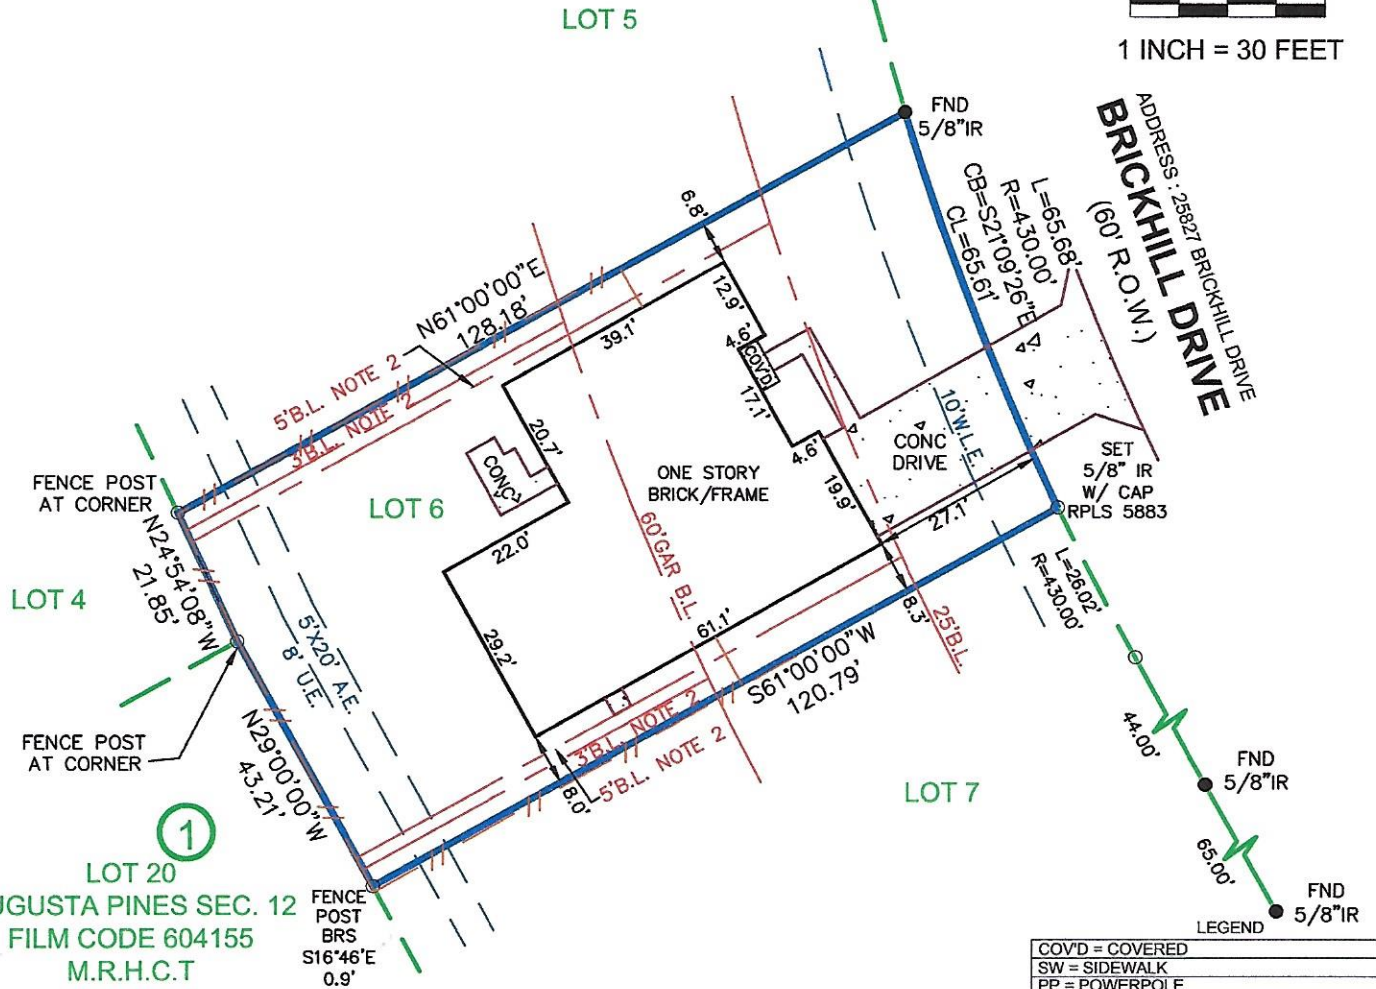 LOT 5
1 INCH = 30 FEET
FND
5/8"IR
ADDRESS : 25827 BRICKHILL DRIVE
BRICKHILL DRIVE
(60' R.O.W.)
L=65.68'
R=430.00'
CB=S21°09'26"E
CL=65.61'
6.8'
N61°00'00"E
128.18'
12.9'
39.1'
4.6'
COV'D
17.1'
5'B.L. NOTE 2
3'B.L. NOTE 2
20.7'
10'W.L.E.
CONC
DRIVE
4.6'
SET
5/8" IR
W/ CAP
RPLS 5883
FENCE POST
AT CORNER
CONC
ONE STORY
BRICK/FRAME
LOT 6
19.9'
27.1'
22.0'
60'GAR B.L.
N24°54'08"W
21.85'
LOT 4
L=26.02'
R=430.00'
8.3'
25'B.L.
61.1'
29.2'
5'X20' A.E.
8' U.E.
S61°00'00"W
120.79'
FENCE POST
AT CORNER
N29°00'00"W
43.21'
3'B.L. NOTE 2
5'B.L. NOTE 2
8.0'
44.00'
FND
5/8"IR
LOT 7
1
65.00'
LOT 20
UGUSTA PINES SEC. 12
FILM CODE 604155
M.R.H.C.T
FENCE
POST
BRS
S16°46'E
0.9'
FND
5/8"IR
LEGEND
COV'D = COVERED
SW = SIDEWALK
PP = POWERPOLE